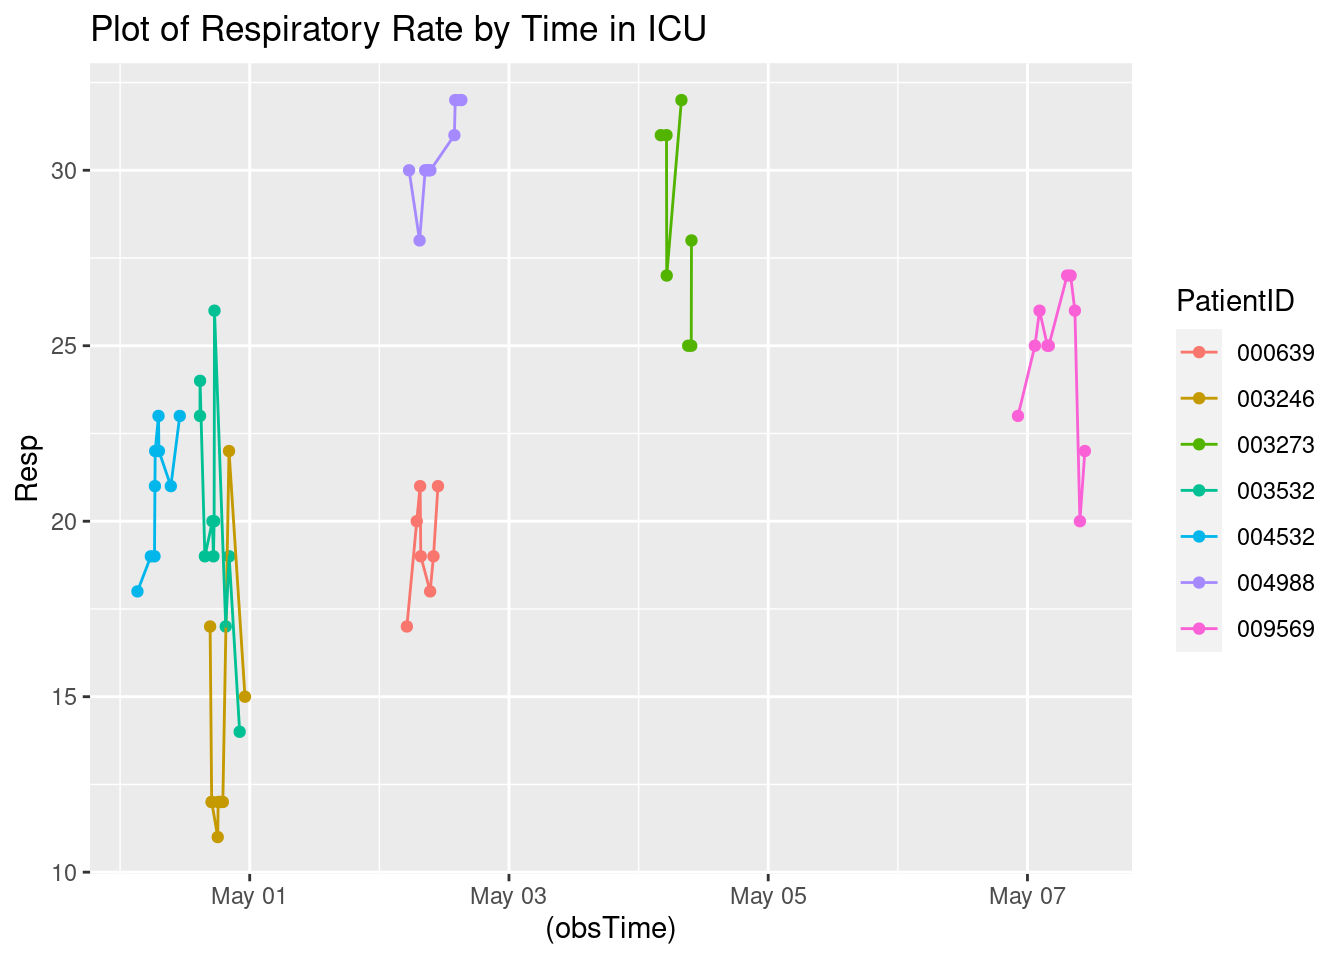 Plot of Respiratory Rate by Time in ICU
Resp
30
25
20
15
10
May 01
May 03
May 05
May 07
(obsTime)
PatientID
000639
003246
003273
003532
004532
004988
009569